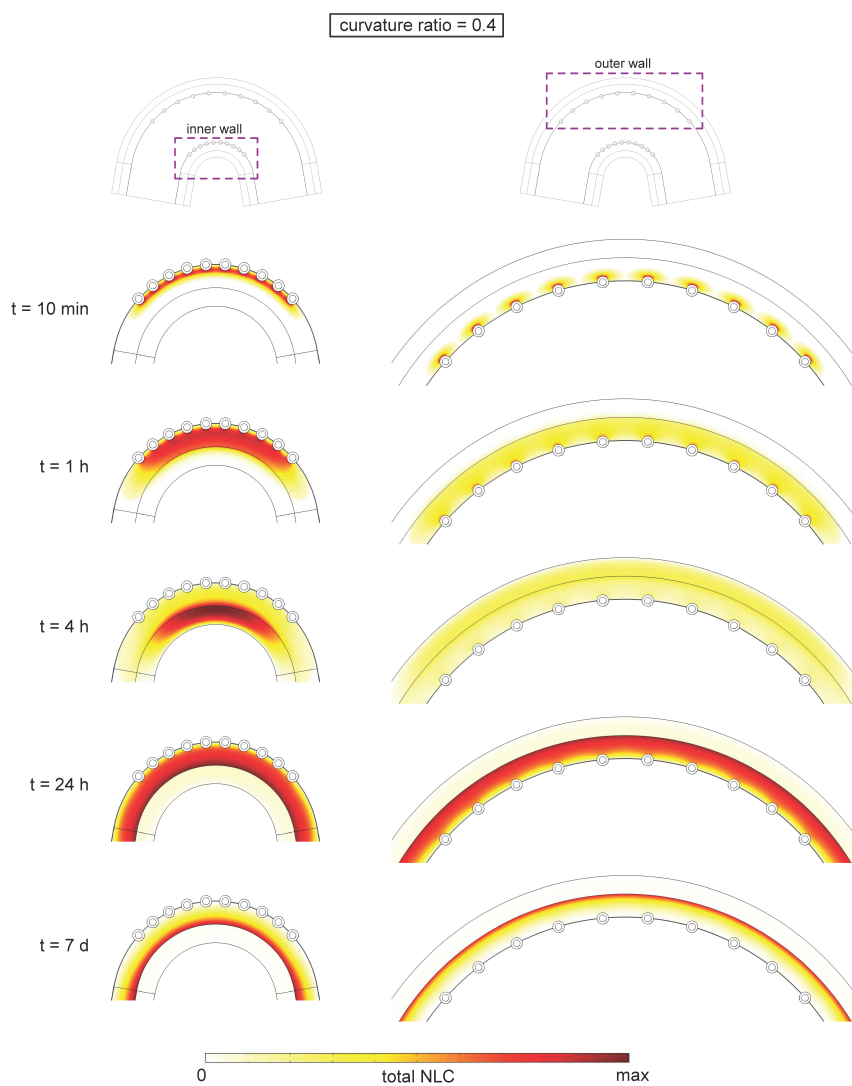 curvature ratio = 0.4
outer wall
inner wall
t = 10 min
t = 1 h
t = 4 h
t = 24 h
t = 7 d
0 total NLC max